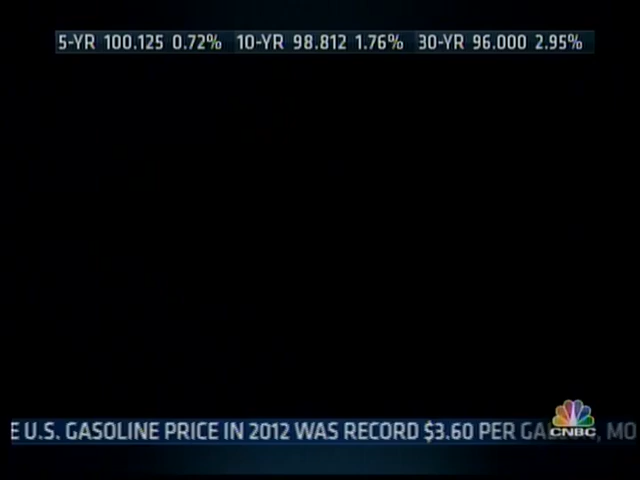 5-YR 100.125 0.72% 10-YR 98.812 1.76% 30-YR 96.000 2.95%
E U.S. GASOLINE PRICE IN 2012 WAS RECORD $3.60 PER , MO
CNBC